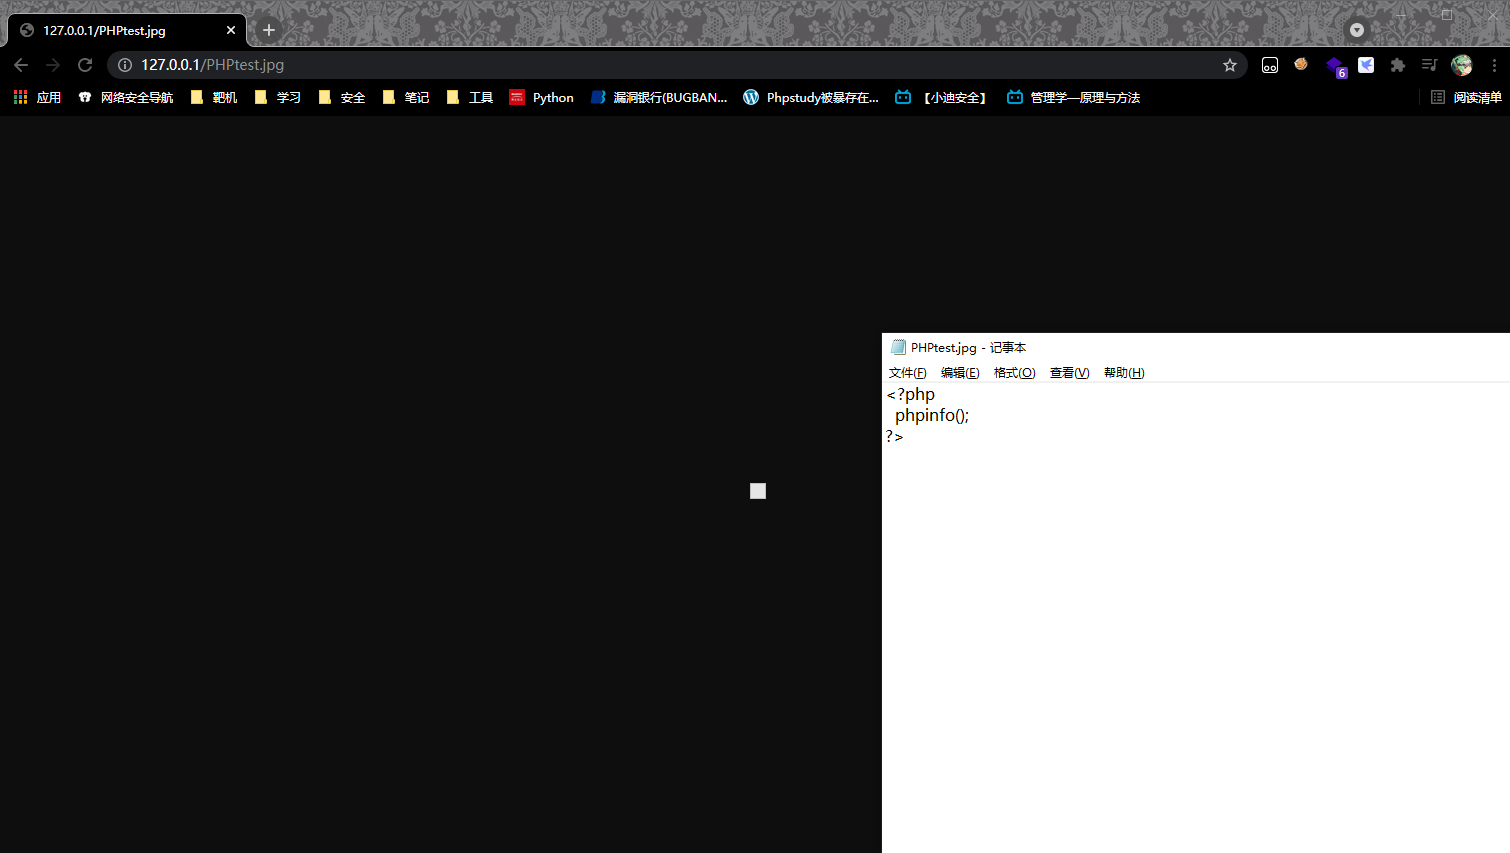 127.0.0.1/PHPtest.jpg
127.0.0.1/PHPtest.jpg
6
应用 网络安全导航 靶机 学习 安全 笔记 工具 Python 漏洞银行(BUGBAN... Phpstudy被暴存在... 【小迪安全】 管理学—原理与方法 阅读清单
PHPtest.jpg - 记事本
文件(F) 编辑(E) 格式(O) 查看(V) 帮助(H)
<?php
phpinfo();
?>